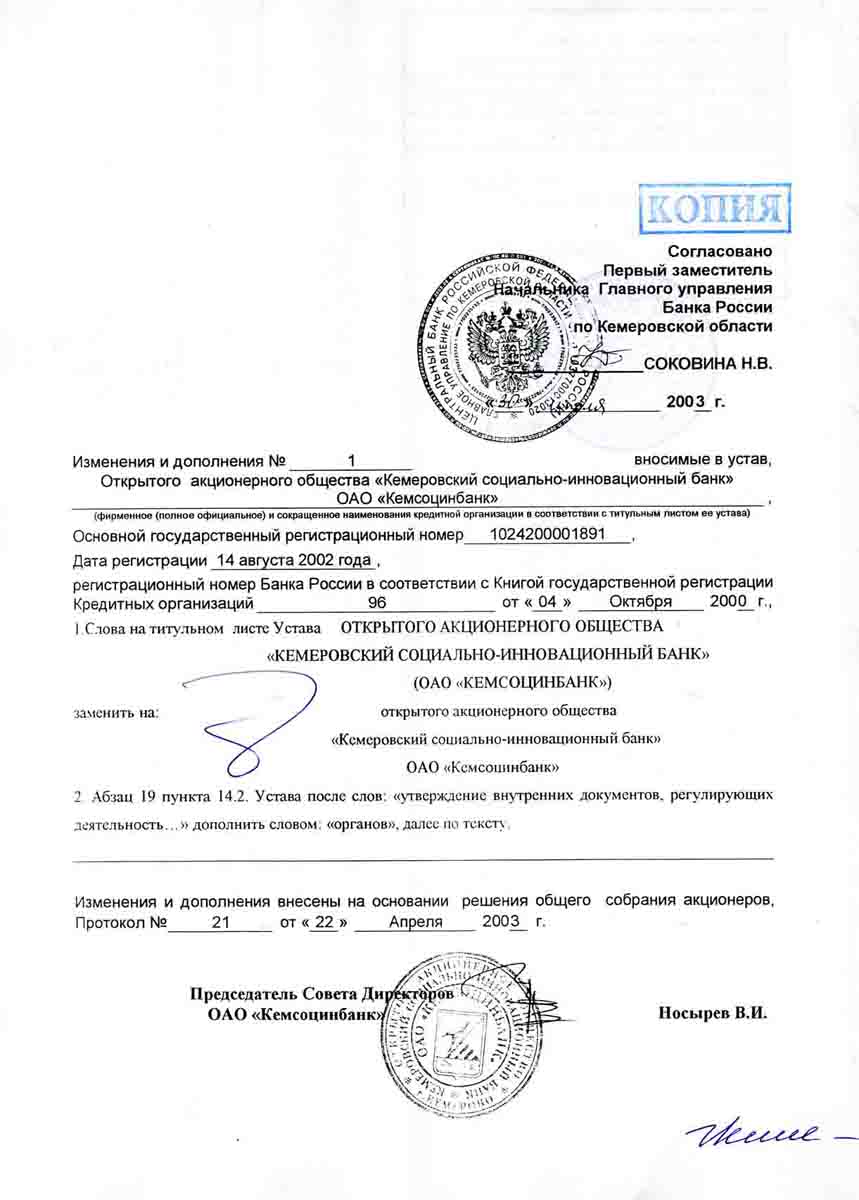 КОПИЯ
Согласовано
Первый заместитель
Начальника Главного управления
Банка России
по Кемеровской области
СОКОВИНА Н.В.
« 30 » 2003 г.
Изменения и дополнения № 1 вносимые в устав,
Открытого акционерного общества «Кемеровский социально-инновационный банк»
ОАО «Кемсоцинбанк» ,
(фирменное (полное официальное) и сокращенное наименования кредитной организации в соответствии с титульным листом ее устава)
Основной государственный регистрационный номер 1024200001891 ,
Дата регистрации 14 августа 2002 года ,
регистрационный номер Банка России в соответствии с Книгой государственной регистрации
Кредитных организаций 96 от « 04 » Октября 2000 г.,
1.Слова на титульном листе Устава ОТКРЫТОГО АКЦИОНЕРНОГО ОБЩЕСТВА
«КЕМЕРОВСКИЙ СОЦИАЛЬНО-ИННОВАЦИОННЫЙ БАНК»
(ОАО «КЕМСОЦИНБАНК»)
заменить на: открытого акционерного общества
«Кемеровский социально-инновационный банк»
ОАО «Кемсоцинбанк»
2. Абзац 19 пункта 14.2. Устава после слов: «утверждение внутренних документов, регулирующих
деятельность…» дополнить словом: «органов», далее по тексту.
Изменения и дополнения внесены на основании решения общего собрания акционеров,
Протокол № 21 от « 22 » Апреля 2003 г.
Председатель Совета Директоров
ОАО «Кемсоцинбанк» Носырев В.И.
ЦЕНТРАЛЬНЫЙ БАНК РОССИЙСКОЙ
ГЛАВНОЕ УПРАВЛЕНИЕ ПО КЕМЕРОВСКОЙ ОБЛАСТИ
КЕМЕРОВСКИЙ СОЦИАЛЬНО-ИННОВАЦИОННЫЙ БАНК
КЕМЕРОВО